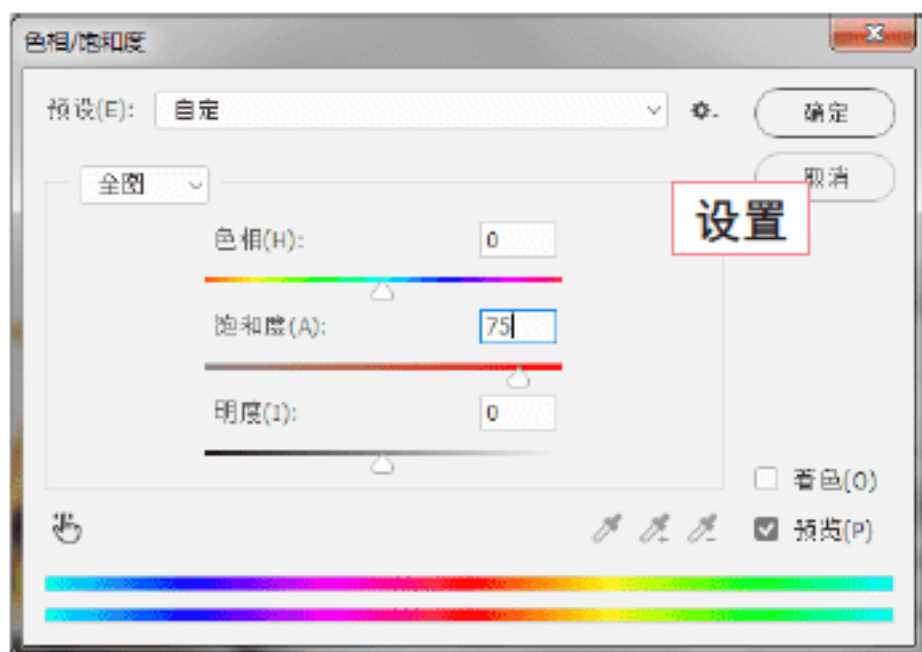 色相/饱和度
预设(E): 自定
确定
全图
取消
设置
色相(H): 0
饱和度(A): 75
明度(I): 0
着色(O)
预览(P)